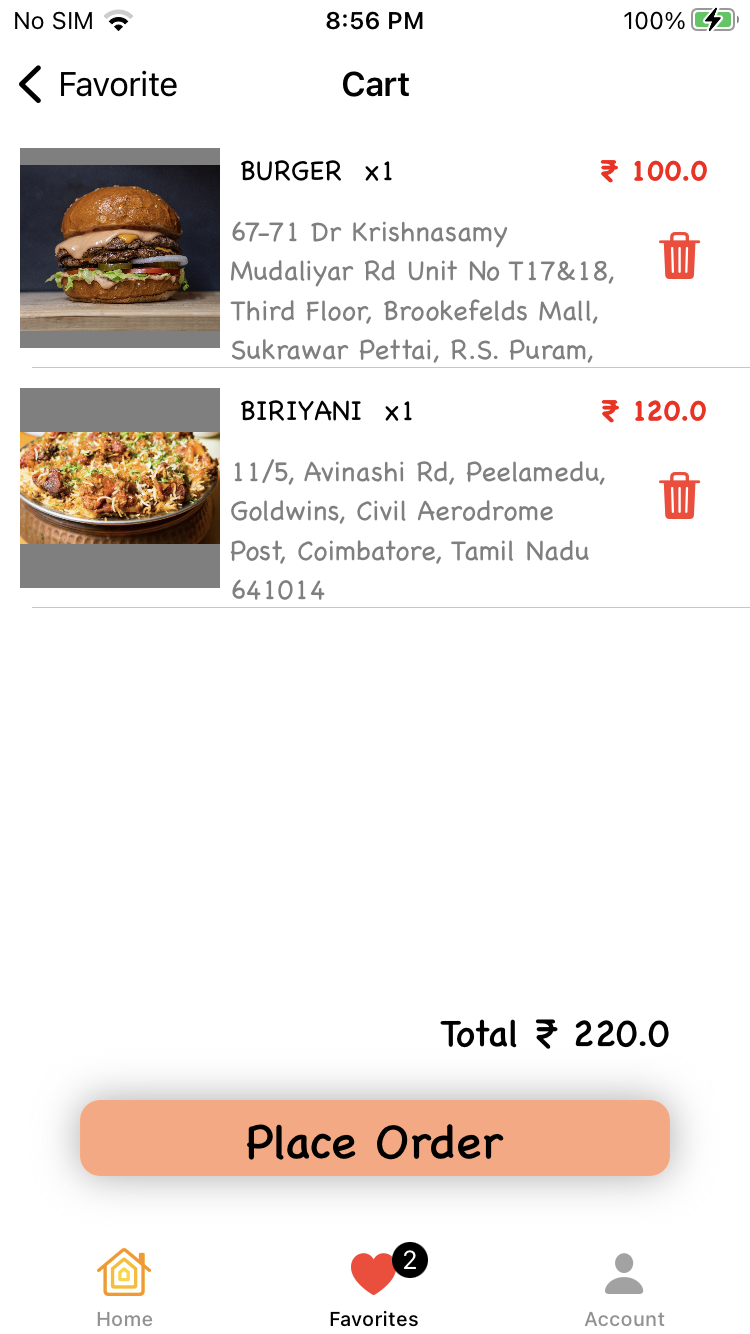 No SIM 8:56 PM 100%
Favorite Cart
BURGER x1 ₹ 100.0
67-71 Dr Krishnasamy
Mudaliyar Rd Unit No T17&18,
Third Floor, Brookefelds Mall,
Sukrawar Pettai, R.S. Puram,
BIRIYANI x1 ₹ 120.0
11/5, Avinashi Rd, Peelamedu,
Goldwins, Civil Aerodrome
Post, Coimbatore, Tamil Nadu
641014
Total ₹ 220.0
Place Order
2
Home Favorites Account